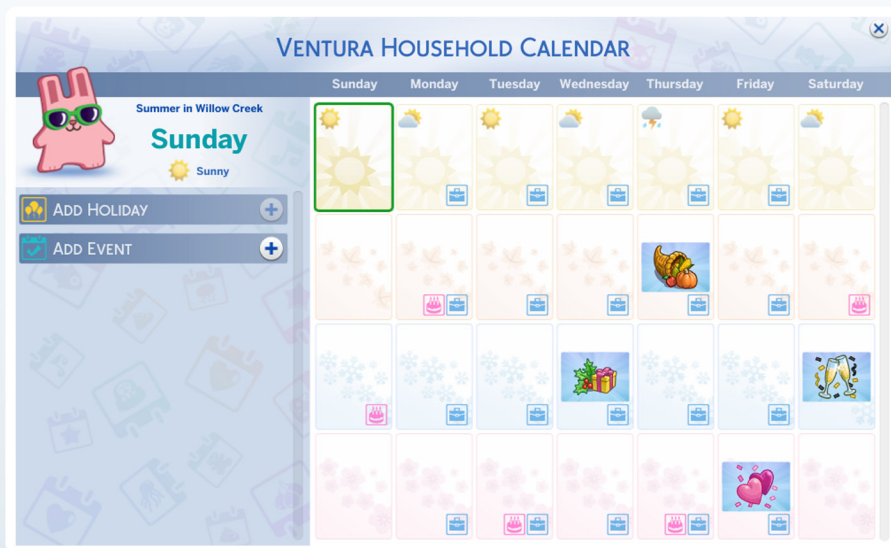 VENTURA HOUSEHOLD CALENDAR
Sunday Monday Tuesday Wednesday Thursday Friday Saturday
Summer in Willow Creek
Sunday
Sunny
ADD HOLIDAY
ADD EVENT